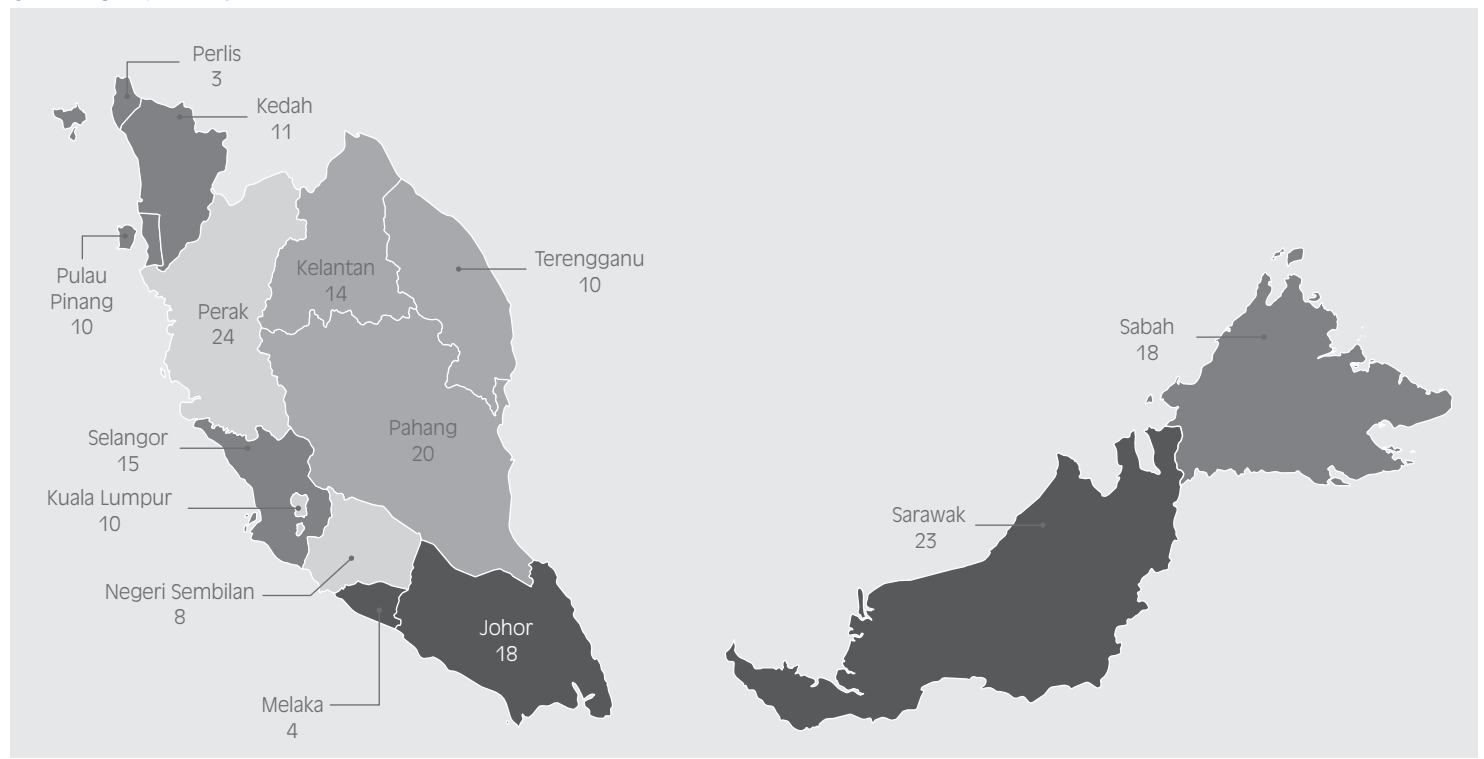 Perlis
3
Kedah
11
Pulau
Pinang
10
Perak
24
Kelantan
14
Terengganu
10
Pahang
20
Selangor
15
Kuala Lumpur
10
Negeri Sembilan
8
Melaka
4
Johor
18
Sabah
18
Sarawak
23